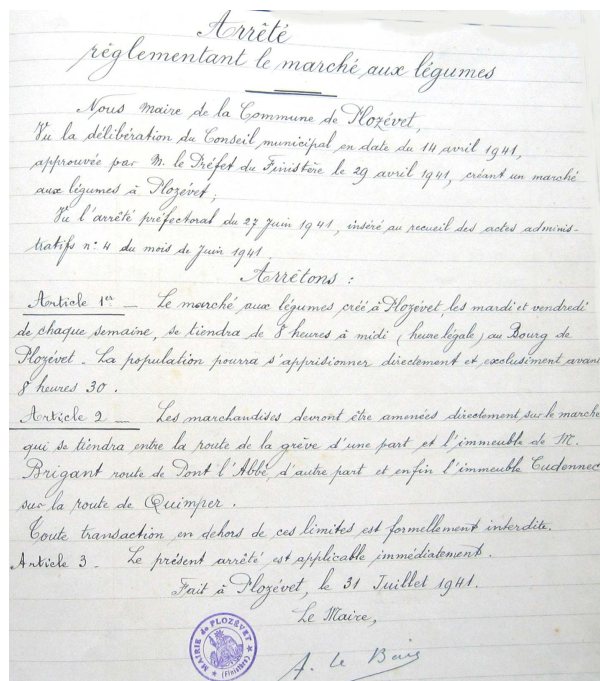 Arrêté
réglementant le marché aux légumes
Nous maire de la Commune de Plozévet,
Vu la délibération du Conseil municipal en date du 14 avril 1941,
approuvée par M. le Préfet du Finistère le 29 avril 1941, créant un marché
aux légumes à Plozévet;
Vu l'arrêté préfectoral du 27 Juin 1941, inséré au recueil des actes adminis-
tratifs n° 4 du mois de Juin 1941
Arrêtons :
Article 1er — Le marché aux légumes créé à Plozévet, les mardi et vendredi
de chaque semaine, se tiendra de 8 heures à midi (heure légale) au Bourg de
Plozévet. La population pourra s'apprisionner directement et exclusiment avant
8 heures 30.
Article 2 — Les marchandises devront être amenées directement sur le marché
qui se tiendra entre la route de la grève d'une part et l'immeuble de M.
Brigant route de Pont l'Abbé, d'autre part et enfin l'immeuble Cudennec
sur la route de Quimper.
Toute transaction en dehors de ces limites est formellement interdite.
Article 3. Le présent arrêté est applicable immédiatement.
Fait à Plozévet, le 31 Juillet 1941.
Le Maire,
MAIRIE de PLOZÉVET
(Finistère)
A. Le Bais